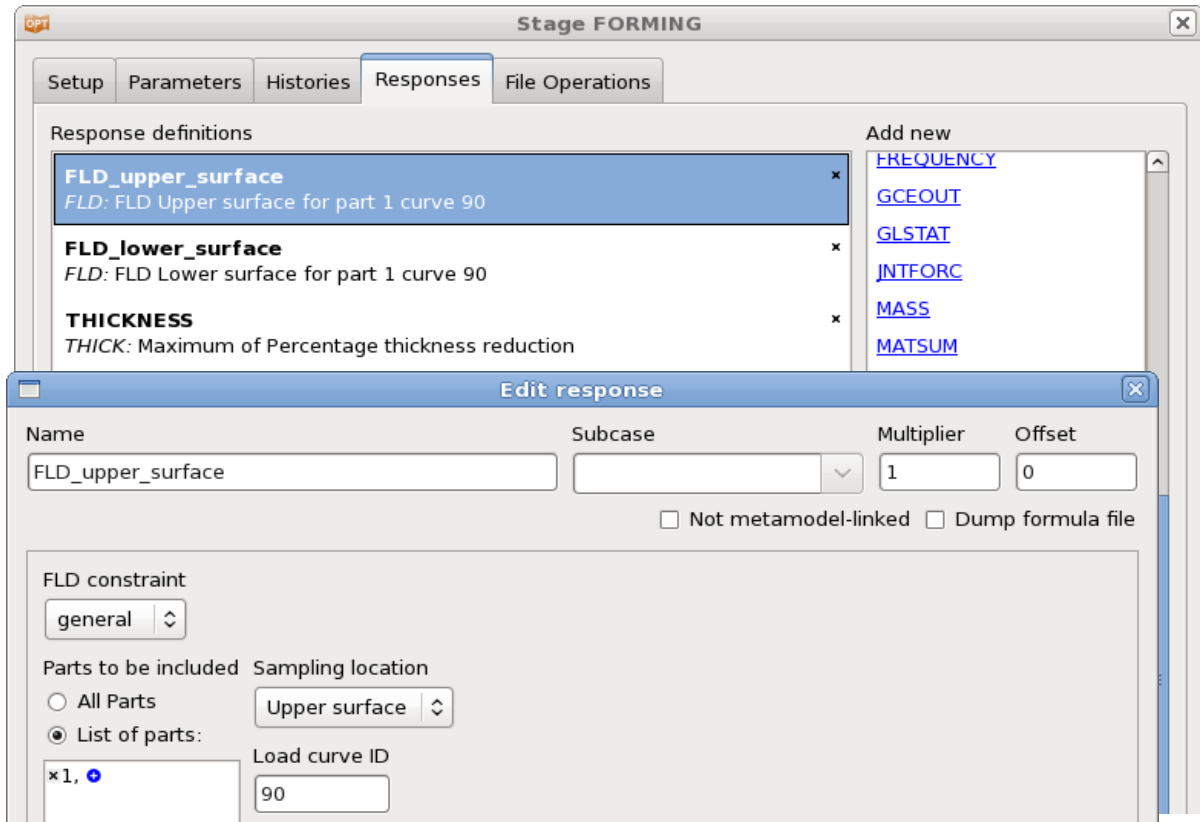 OPT Stage FORMING
Setup Parameters Histories Responses File Operations
Response definitions
Add new
FLD_upper_surface
FLD: FLD Upper surface for part 1 curve 90
FLD_lower_surface
FLD: FLD Lower surface for part 1 curve 90
THICKNESS
THICK: Maximum of Percentage thickness reduction
FREQUENCY
GCEOUT
GLSTAT
JNTFORC
MASS
MATSUM
Edit response
Name Subcase Multiplier Offset
FLD_upper_surface 1 0
Not metamodel-linked Dump formula file
FLD constraint
general
Parts to be included Sampling location
All Parts
Upper surface
List of parts:
Load curve ID
×1,
90